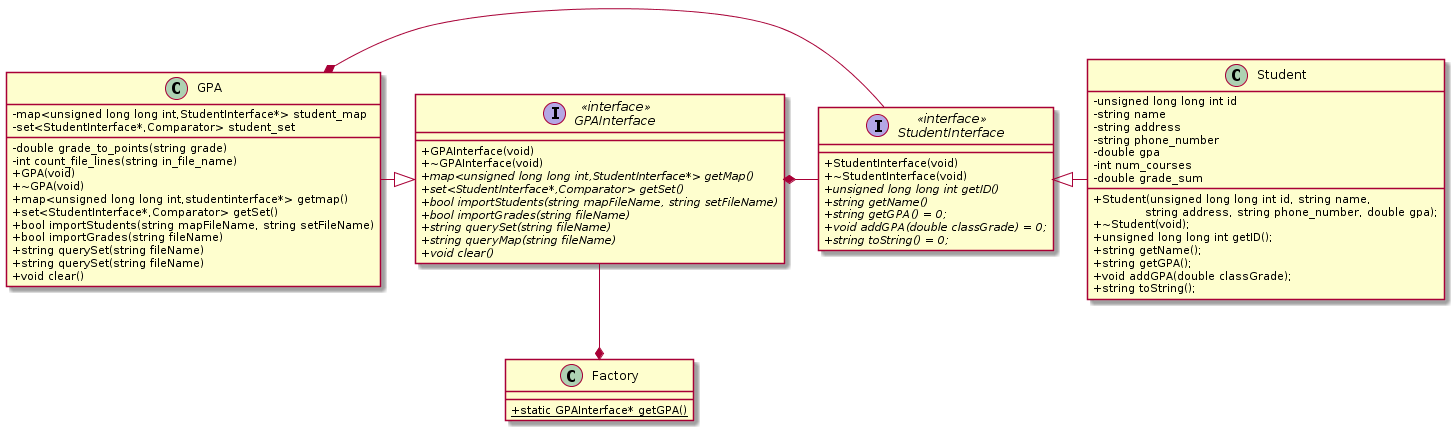 C GPA
-map<unsigned long long int,StudentInterface*> student_map
-set<StudentInterface*,Comparator> student_set
-double grade_to_points(string grade)
-int count_file_lines(string in_file_name)
+GPA(void)
+~GPA(void)
+map<unsigned long long int,studentinterface*> getmap()
+set<StudentInterface*,Comparator> getSet()
+bool importStudents(string mapFileName, string setFileName)
+bool importGrades(string fileName)
+string querySet(string fileName)
+string querySet(string fileName)
+void clear()
I «interface»
GPAInterface
+GPAInterface(void)
+~GPAInterface(void)
+map<unsigned long long int,StudentInterface*> getMap()
+set<StudentInterface*,Comparator> getSet()
+bool importStudents(string mapFileName, string setFileName)
+bool importGrades(string fileName)
+string querySet(string fileName)
+string queryMap(string fileName)
+void clear()
I «interface»
StudentInterface
+StudentInterface(void)
+~StudentInterface(void)
+unsigned long long int getID()
+string getName()
+string getGPA() = 0;
+void addGPA(double classGrade) = 0;
+string toString() = 0;
C Student
-unsigned long long int id
-string name
-string address
-string phone_number
-double gpa
-int num_courses
-double grade_sum
+Student(unsigned long long int id, string name,
string address, string phone_number, double gpa);
+~Student(void);
+unsigned long long int getID();
+string getName();
+string getGPA();
+void addGPA(double classGrade);
+string toString();
C Factory
+static GPAInterface* getGPA()